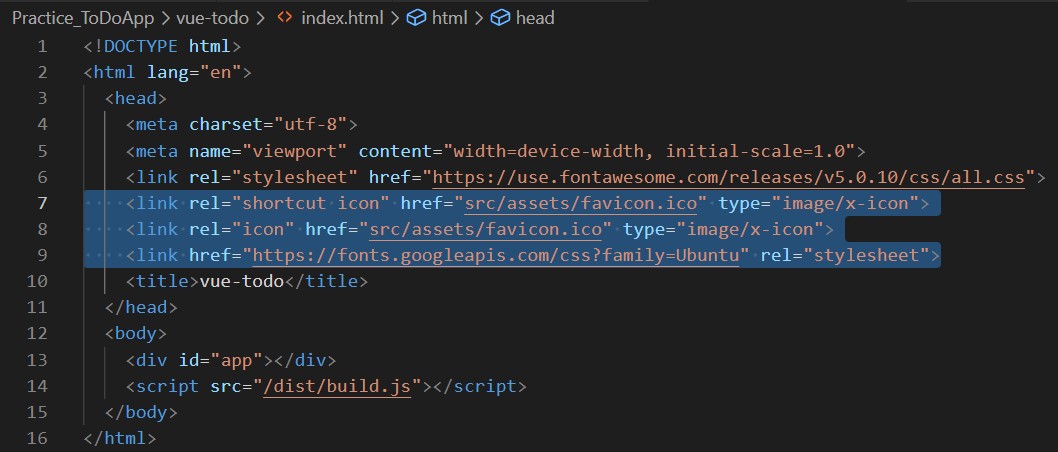 Practice_ToDoApp > vue-todo > <> index.html > html > head
1 <!DOCTYPE html>
2 <html lang="en">
3 <head>
4 <meta charset="utf-8">
5 <meta name="viewport" content="width=device-width, initial-scale=1.0">
6 <link rel="stylesheet" href="https://use.fontawesome.com/releases/v5.0.10/css/all.css">
7 <link rel="shortcut icon" href="src/assets/favicon.ico" type="image/x-icon">
8 <link rel="icon" href="src/assets/favicon.ico" type="image/x-icon">
9 <link href="https://fonts.googleapis.com/css?family=Ubuntu" rel="stylesheet">
10 <title>vue-todo</title>
11 </head>
12 <body>
13 <div id="app"></div>
14 <script src="/dist/build.js"></script>
15 </body>
16 </html>